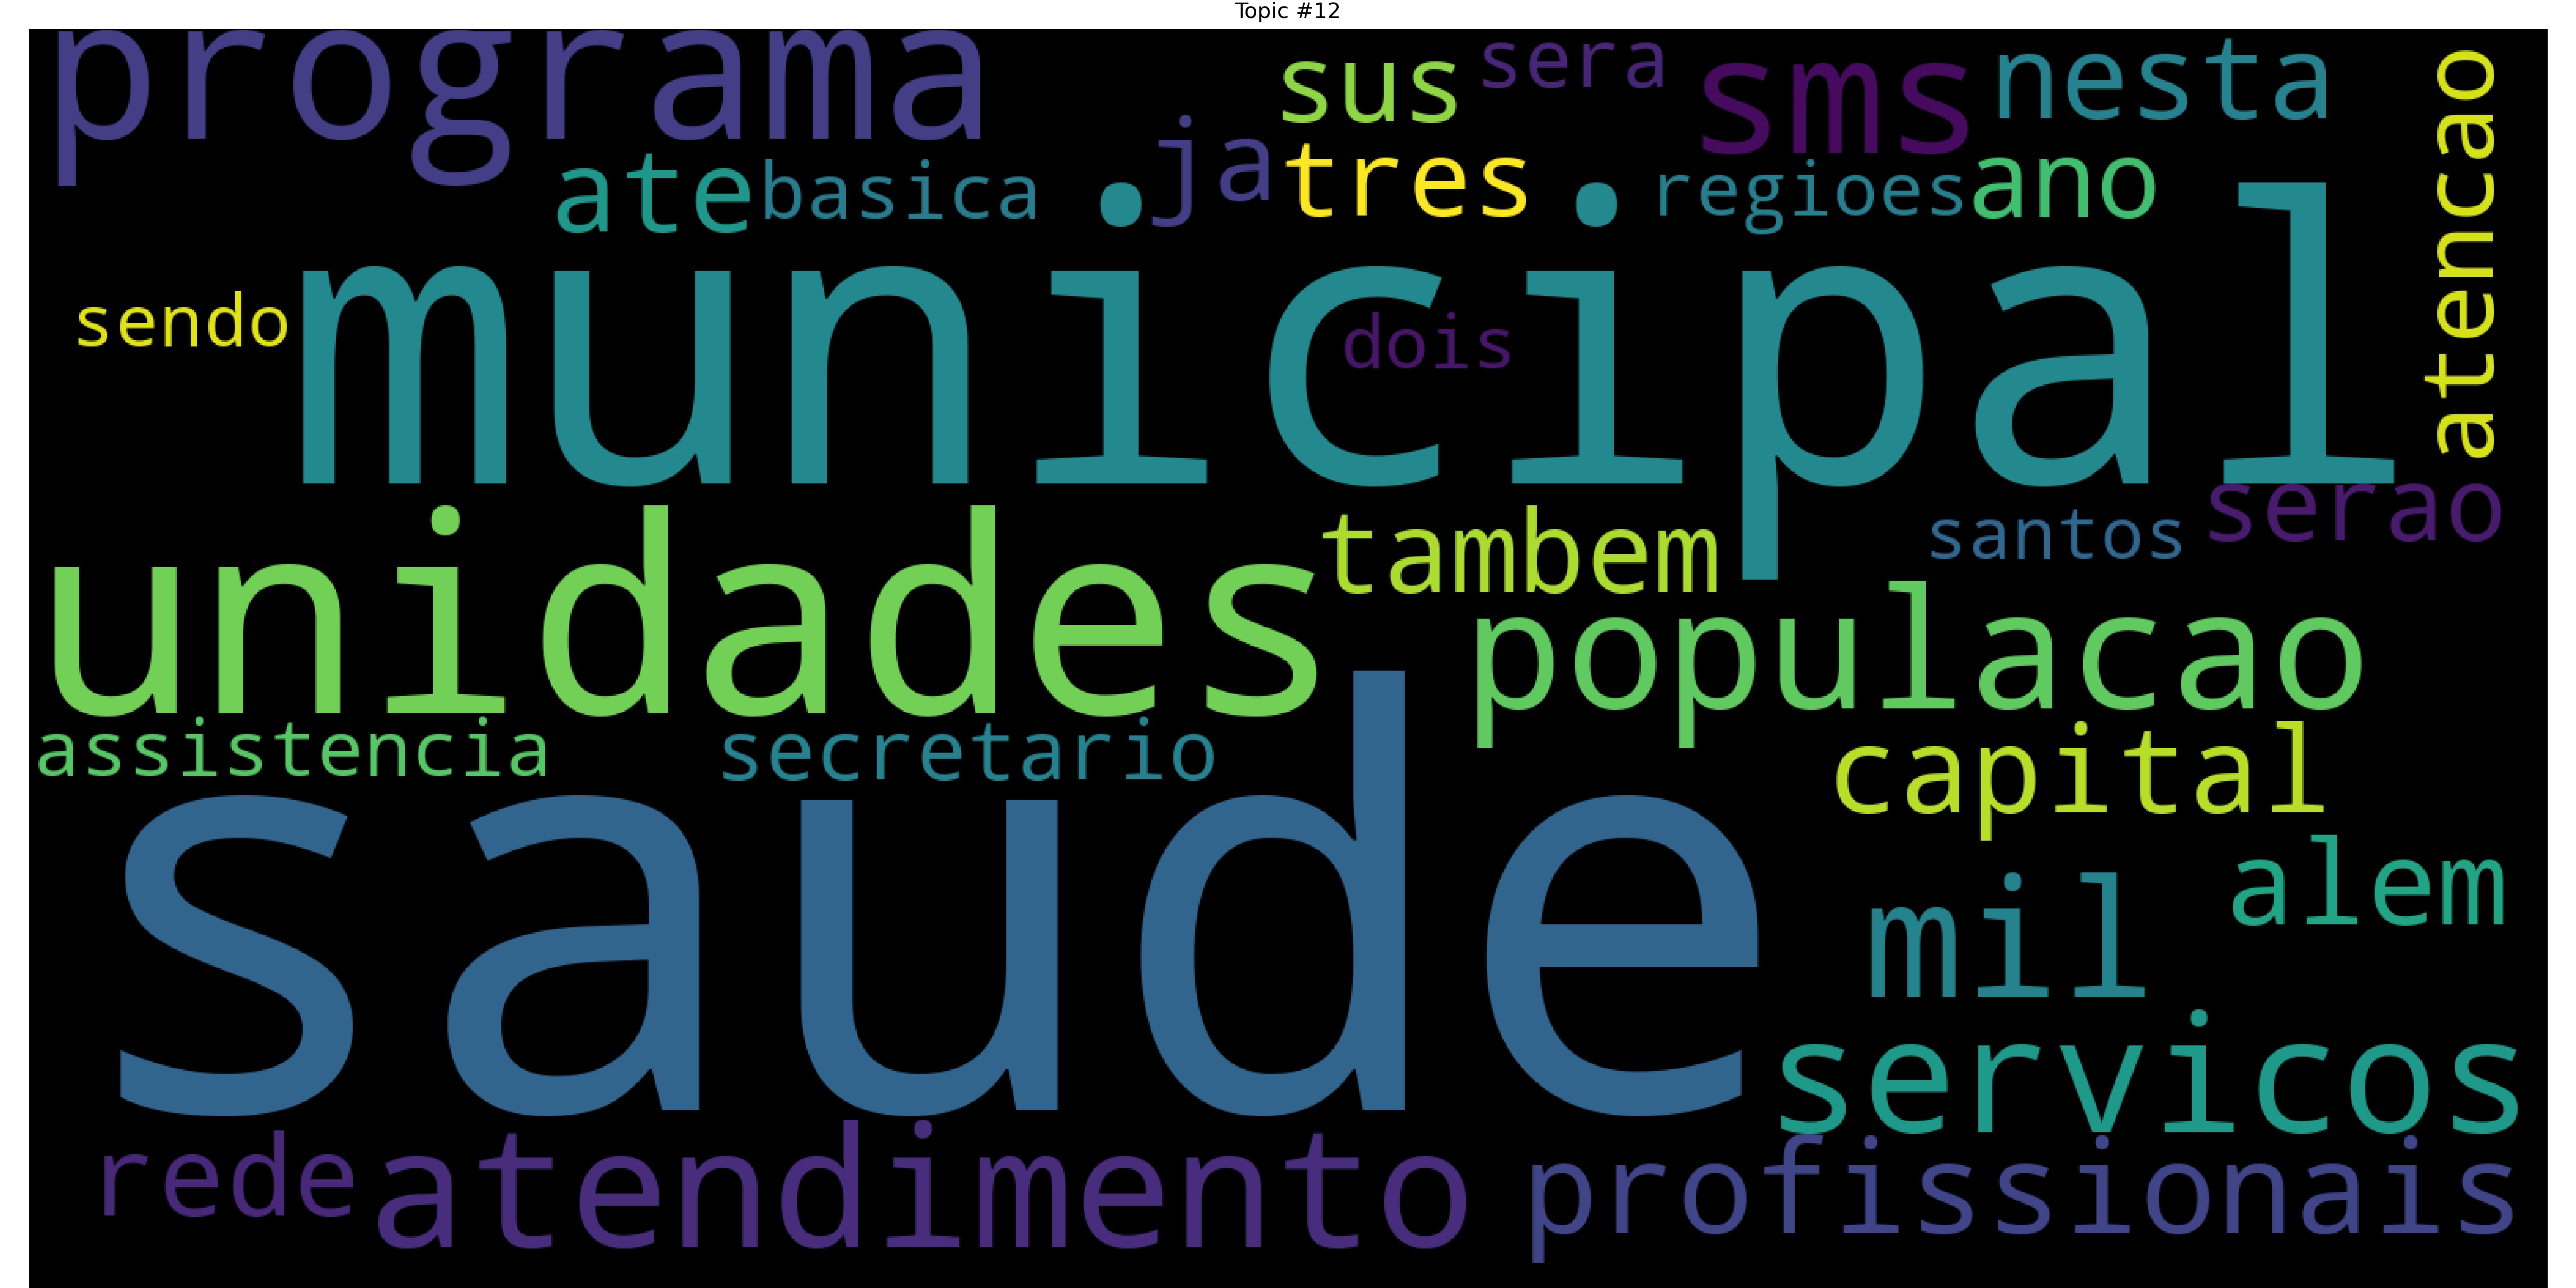 Topic #12
programa
sus
sera
sms
nesta
atencao
ate
basica
ja
tres
regioes
ano
municipal
sendo
dois
unidades
tambem
santos
serao
populacao
assistencia
secretario
capital
saude
mil
alem
servicos
rede
atendimento
profissionais